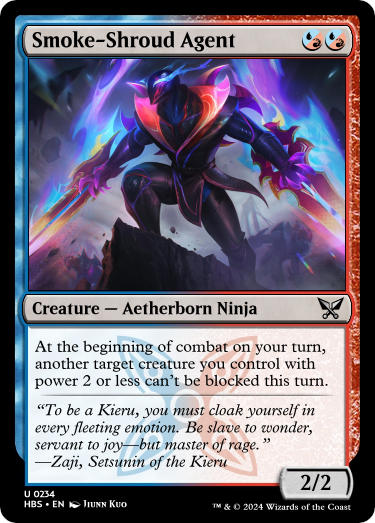 Smoke-Shroud Agent
Creature — Aetherborn Ninja
At the beginning of combat on your turn,
another target creature you control with
power 2 or less can't be blocked this turn.
“To be a Kieru, you must cloak yourself in
every fleeting emotion. Be slave to wonder,
servant to joy—but master of rage.”
—Zaji, Setsunin of the Kieru
2/2
U 0234
HBS • EN Jiunn Kuo
™ & © 2024 Wizards of the Coast